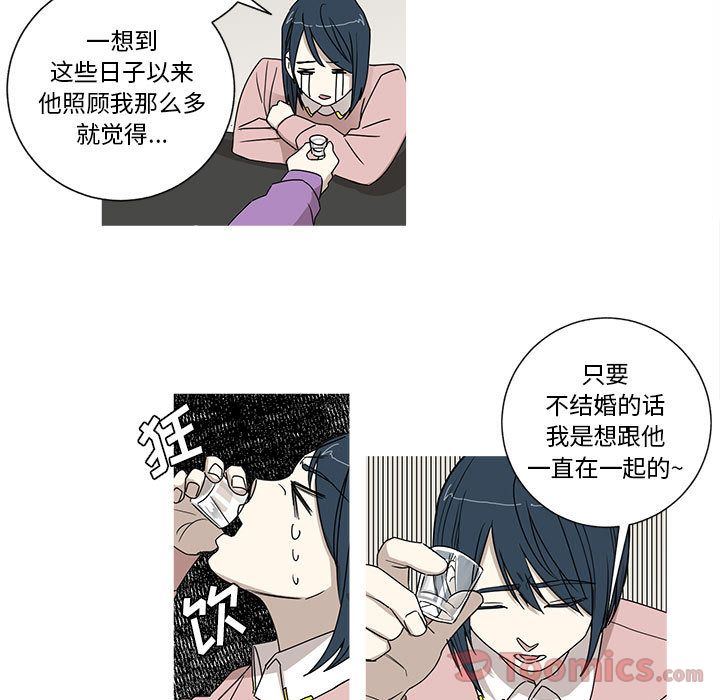 一想到
这些日子以来
他照顾我那么多
就觉得...
只要
不结婚的话
我是想跟他
一直在一起的~
狂
饮
Toomics.com